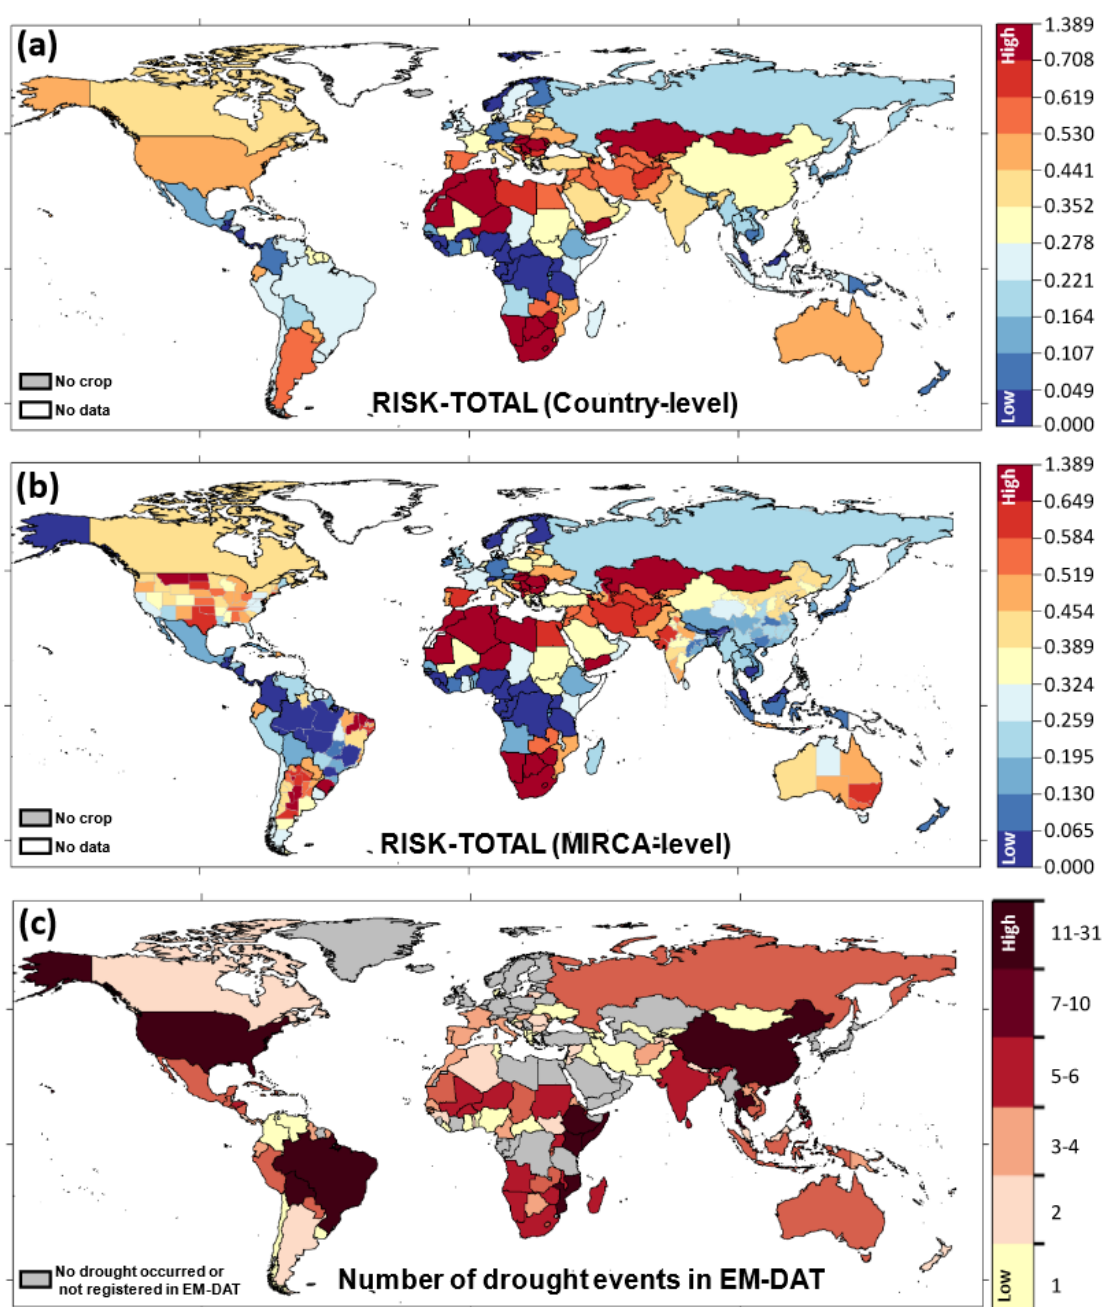 (a)
No crop
No data
RISK-TOTAL (Country-level)
High
Low
1.389
0.708
0.619
0.530
0.441
0.352
0.278
0.221
0.164
0.107
0.049
0.000
(b)
No crop
No data
RISK-TOTAL (MIRCA-level)
High
Low
1.389
0.649
0.584
0.519
0.454
0.389
0.324
0.259
0.195
0.130
0.065
0.000
(c)
No drought occurred or
not registered in EM-DAT
Number of drought events in EM-DAT
High
Low
11-31
7-10
5-6
3-4
2
1